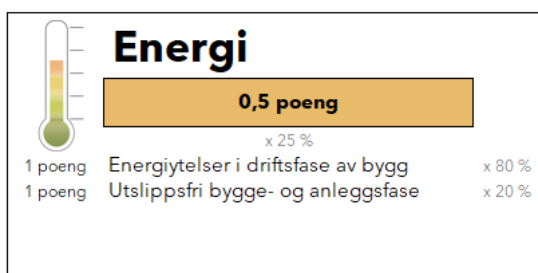 Energi
0,5 poeng
x 25 %
1 poeng Energiytelser i driftsfase av bygg x 80 %
1 poeng Utslippsfri bygge- og anleggsfase x 20 %